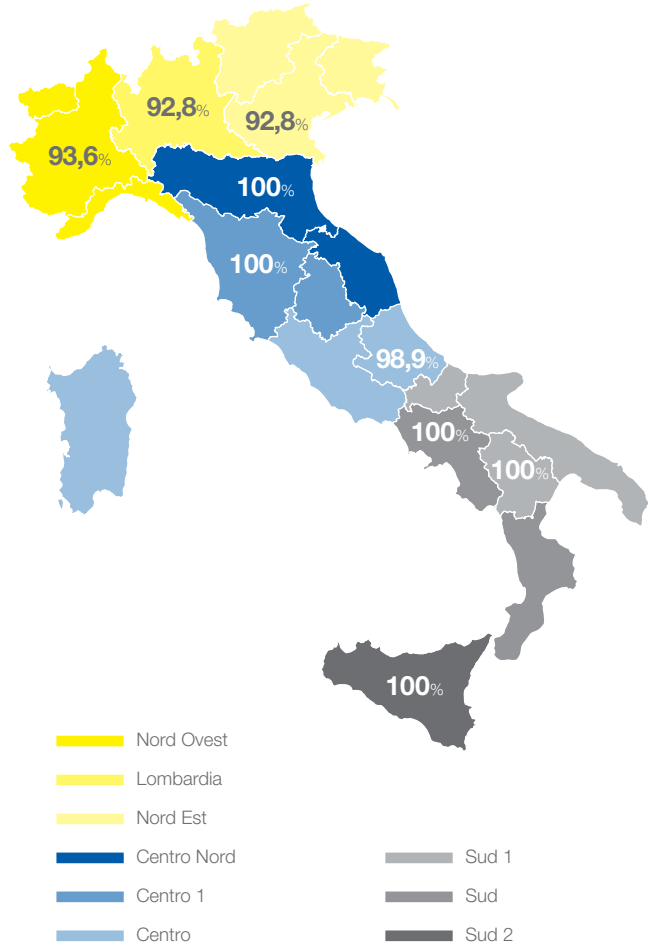 92,8%
92,8%
93,6%
100%
100%
98,9%
100%
100%
100%
Nord Ovest
Lombardia
Nord Est
Centro Nord
Centro 1
Centro
Sud 1
Sud
Sud 2